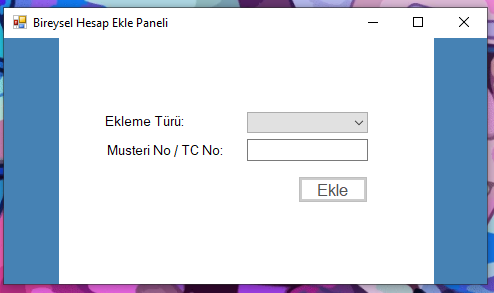 Bireysel Hesap Ekle Paneli
Ekleme Türü:
Musteri No / TC No:
Ekle